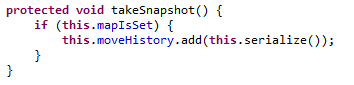 protected void takeSnapshot() {
    if (this.mapIsSet) {
        this.moveHistory.add(this.serialize());
    }
}